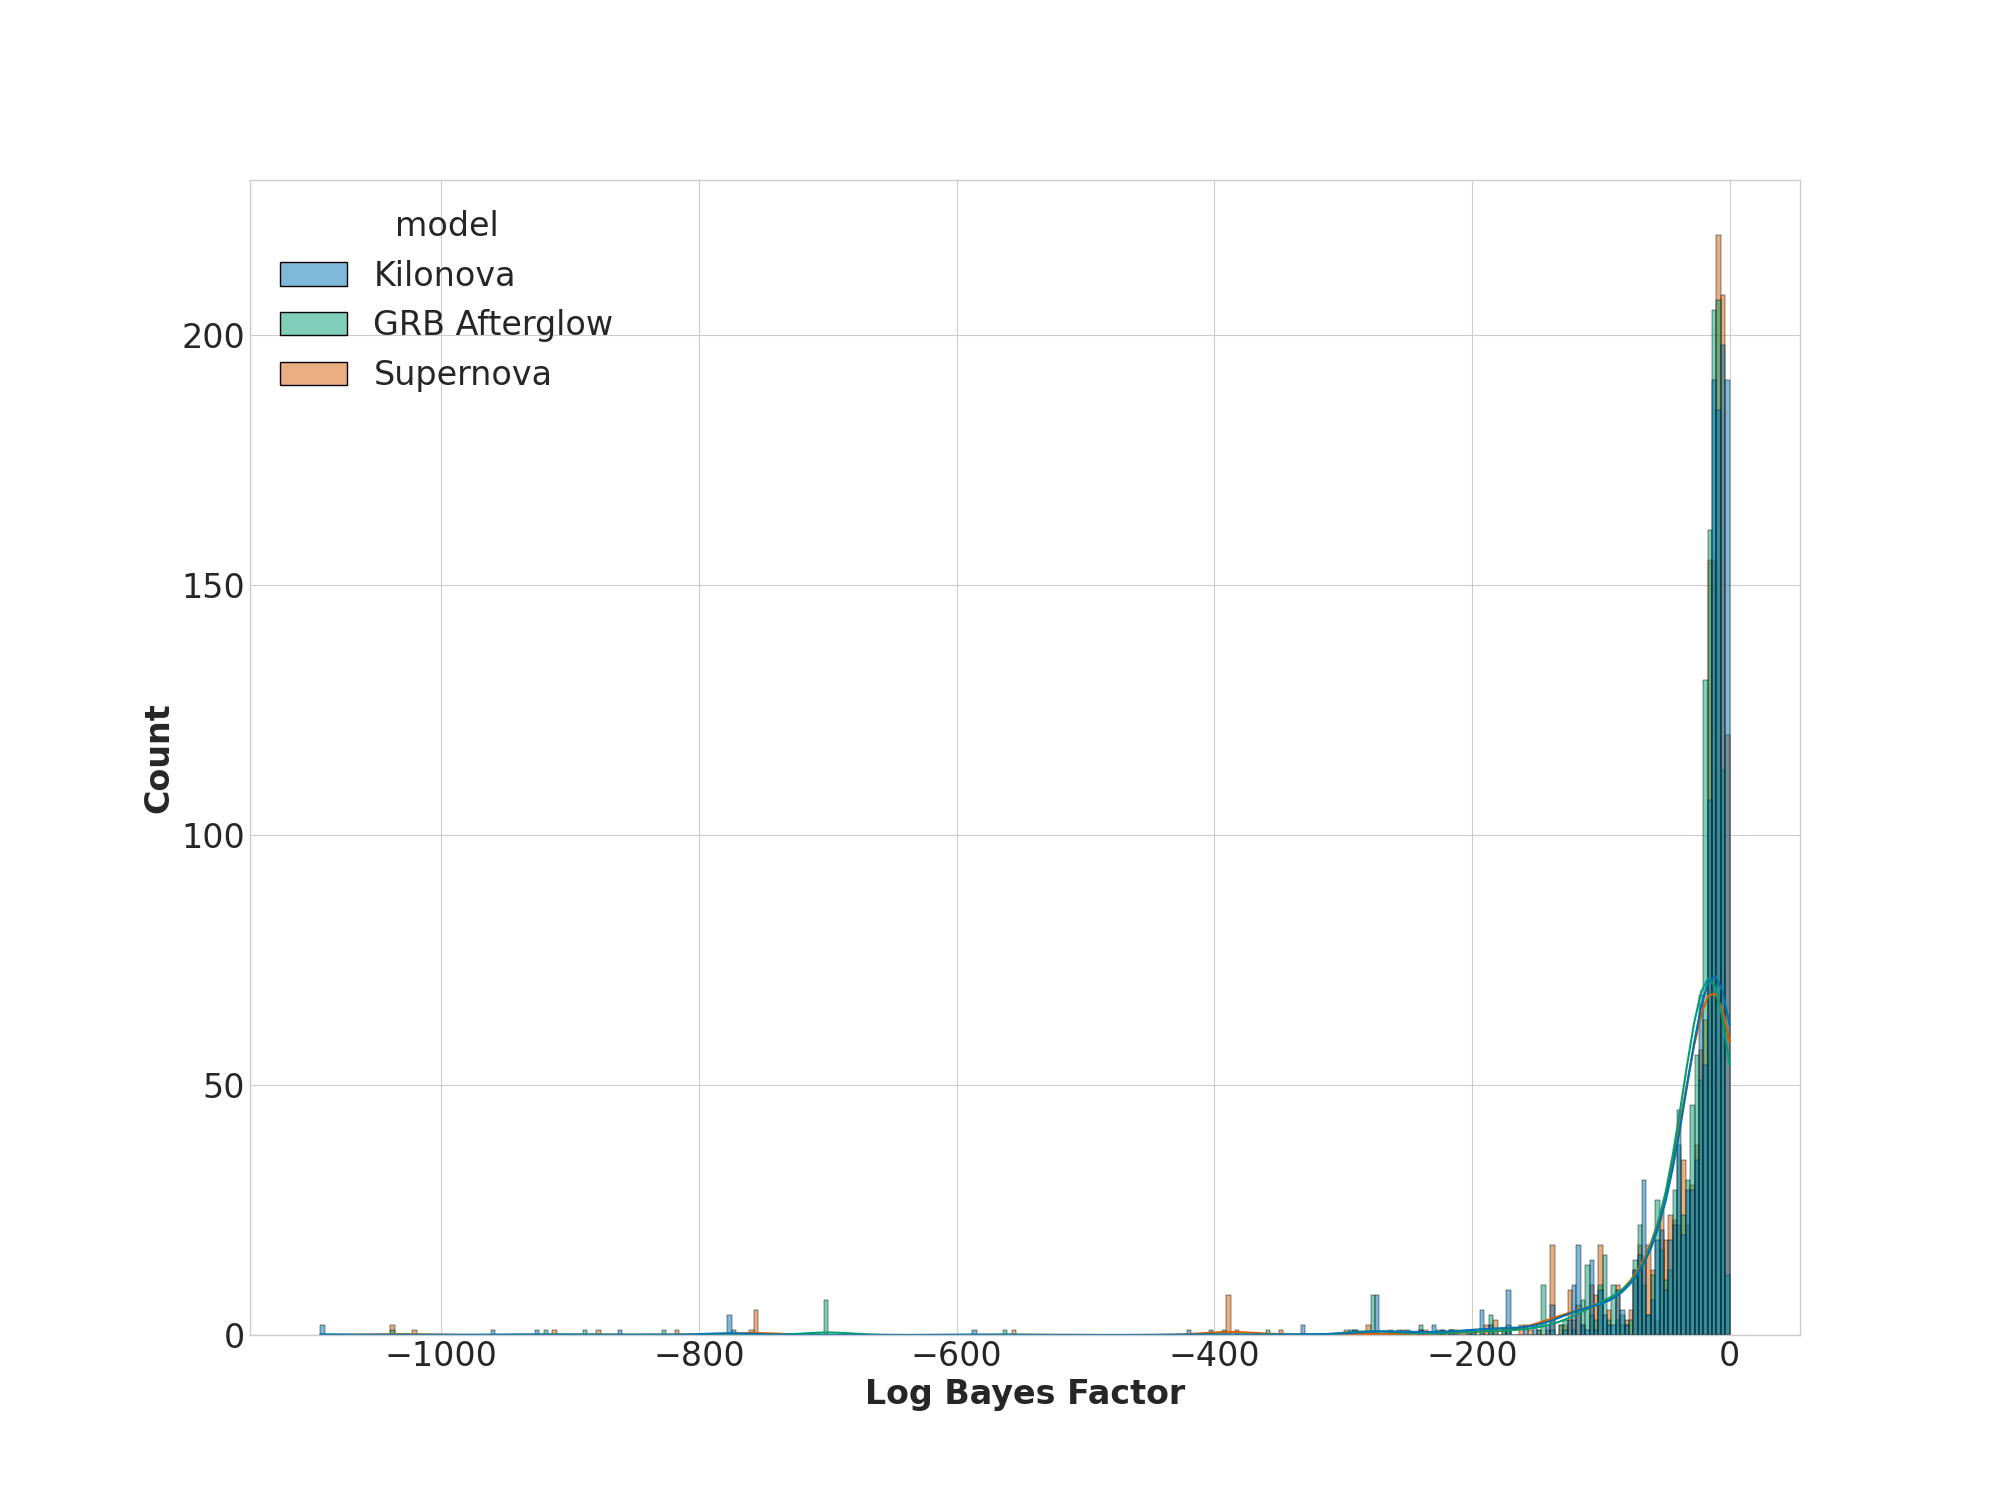 model
Kilonova
GRB Afterglow
Supernova
200
150
100
50
0
Count
−1000 −800 −600 −400 −200 0
Log Bayes Factor